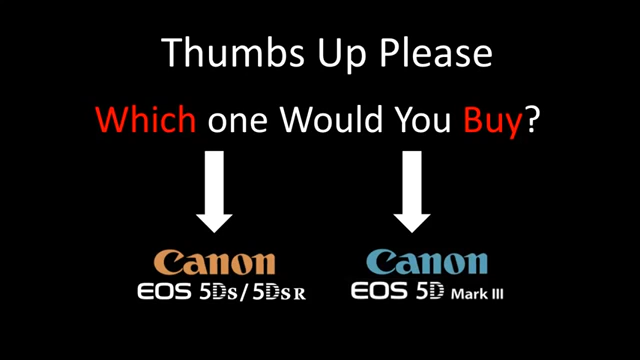 Thumbs Up Please
Which one Would You Buy?
Canon
EOS 5Ds/5DsR
Canon
EOS 5D Mark III